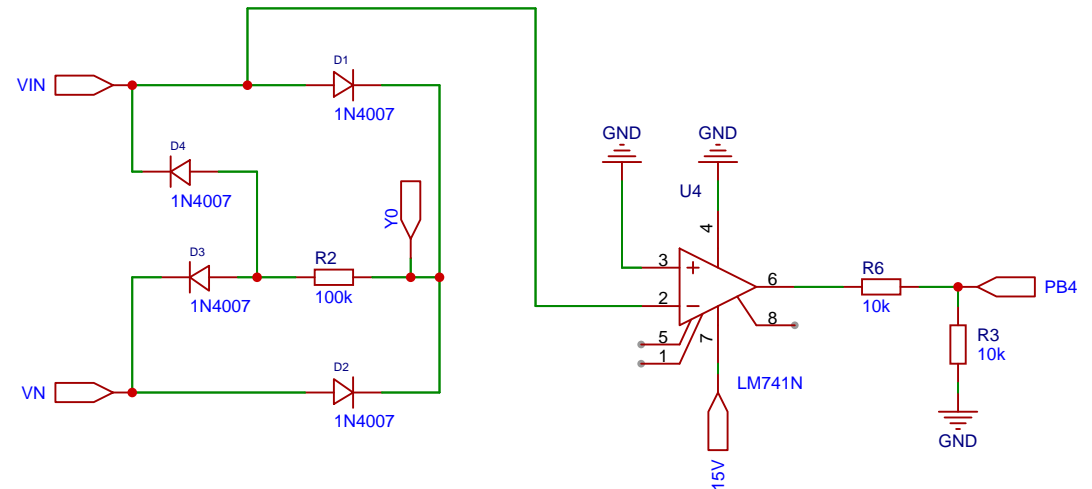 VIN
D1
1N4007
D4
1N4007
Y0
D3
1N4007
R2
100k
VN
D2
1N4007
GND
GND
U4
4
3
2
6
5
1
7
8
LM741N
15V
R6
10k
PB4
R3
10k
GND